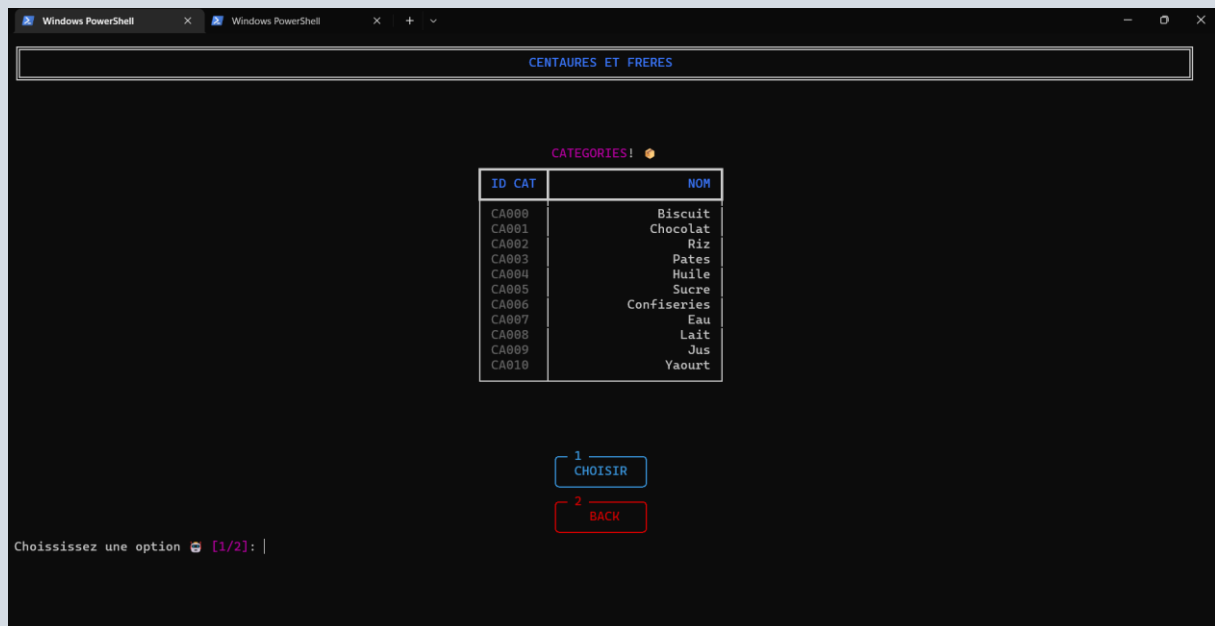 Windows PowerShell
Windows PowerShell
CENTAURES ET FRERES
CATEGORIES!
ID CAT NOM
CA000 Biscuit
CA001 Chocolat
CA002 Riz
CA003 Pates
CA004 Huile
CA005 Sucre
CA006 Confiseries
CA007 Eau
CA008 Lait
CA009 Jus
CA010 Yaourt
1
CHOISIR
2
BACK
Choississez une option [1/2]: